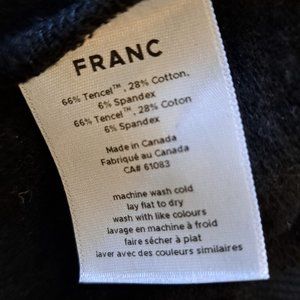 FRANC
66% Tencel™, 28% Cotton,
6% Spandex
66% Tencel™, 28% Coton
6% Spandex
Made in Canada
Fabriqué au Canada
CA# 61083
machine wash cold
lay flat to dry
wash with like colours
lavage en machine à froid
faire sécher à plat
laver avec des couleurs similaires